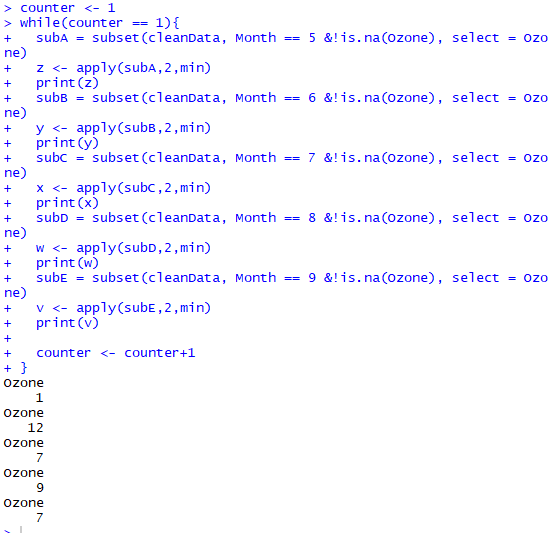 > counter <- 1
> while(counter == 1){
+   subA = subset(cleanData, Month == 5 &!is.na(Ozone), select = Ozo
ne)
+   z <- apply(subA,2,min)
+   print(z)
+   subB = subset(cleanData, Month == 6 &!is.na(Ozone), select = Ozo
ne)
+   y <- apply(subB,2,min)
+   print(y)
+   subC = subset(cleanData, Month == 7 &!is.na(Ozone), select = Ozo
ne)
+   x <- apply(subC,2,min)
+   print(x)
+   subD = subset(cleanData, Month == 8 &!is.na(Ozone), select = Ozo
ne)
+   w <- apply(subD,2,min)
+   print(w)
+   subE = subset(cleanData, Month == 9 &!is.na(Ozone), select = Ozo
ne)
+   v <- apply(subE,2,min)
+   print(v)
+
+   counter <- counter+1
+ }
Ozone
    1
Ozone
   12
Ozone
    7
Ozone
    9
Ozone
    7
>